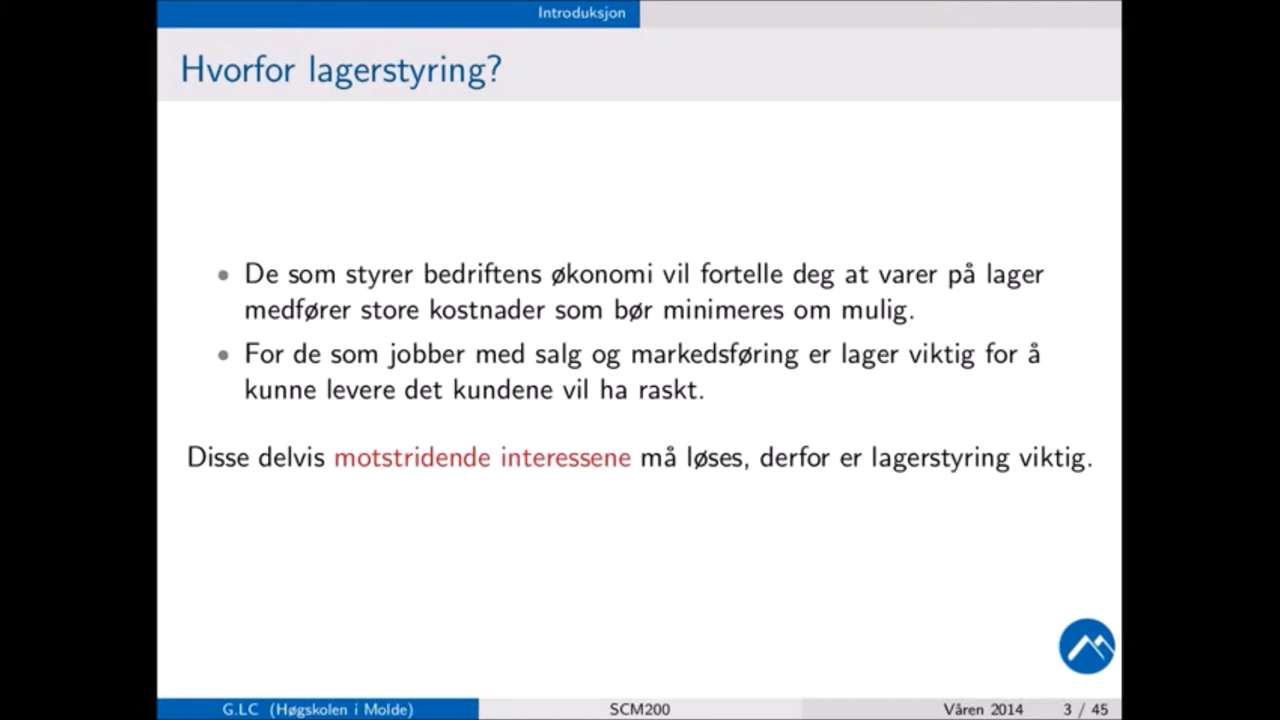 Introduksjon
Hvorfor lagerstyring?
De som styrer bedriftens økonomi vil fortelle deg at varer på lager
medfører store kostnader som bør minimeres om mulig.
For de som jobber med salg og markedsføring er lager viktig for å
kunne levere det kundene vil ha raskt.
Disse delvis motstridende interessene må løses, derfor er lagerstyring viktig.
G.LC (Høgskolen i Molde) SCM200 Våren 2014 3 / 45